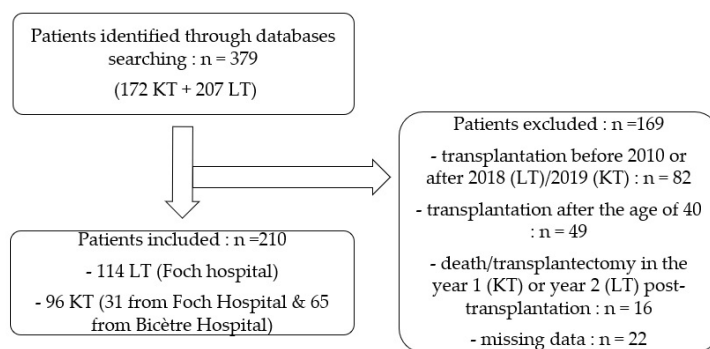 Patients identified through databases
searching : n = 379
(172 KT + 207 LT)
Patients excluded : n =169
- transplantation before 2010 or
after 2018 (LT)/2019 (KT) : n = 82
- transplantation after the age of 40
: n = 49
- death/transplantectomy in the
year 1 (KT) or year 2 (LT) post-
transplantation : n = 16
- missing data : n = 22
Patients included : n =210
- 114 LT (Foch hospital)
- 96 KT (31 from Foch Hospital & 65
from Bicètre Hospital)